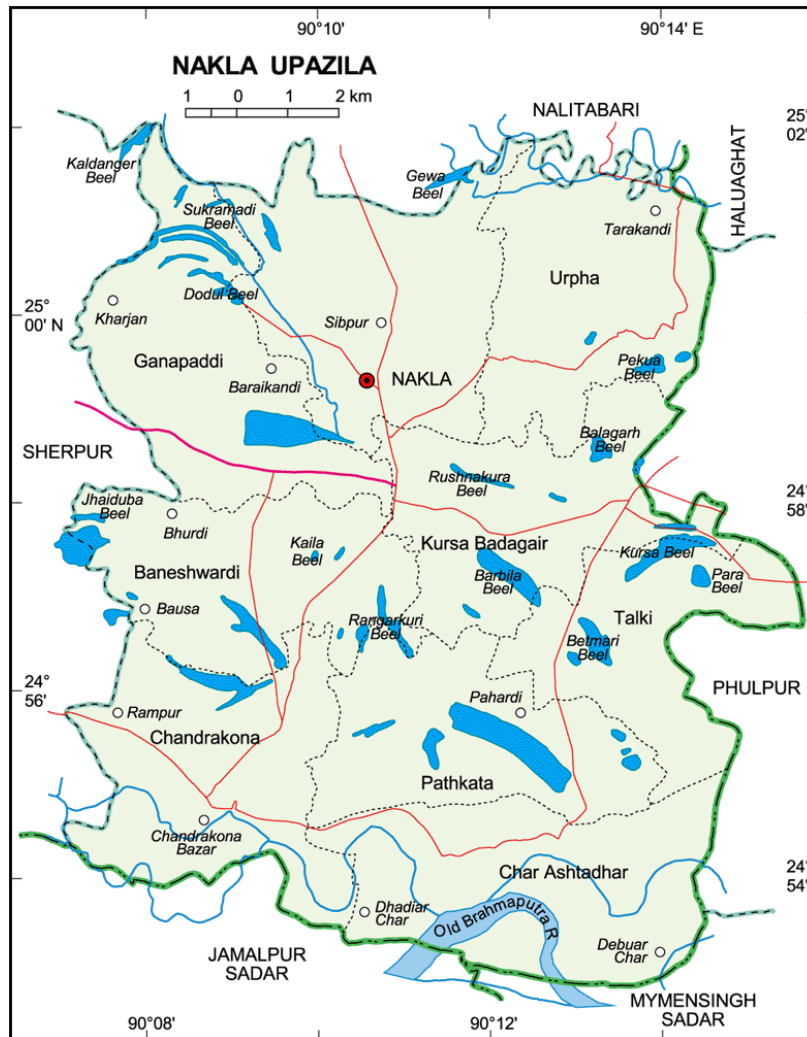 90°10'
90°14' E
NAKLA UPAZILA
1 0 1 2 km
NALITABARI
25°
02'
HALUAGHAT
Kaldanger
Beel
Gewa
Beel
Sukramadi
Beel
Tarakandi
Urpha
Dodul Beel
25°
00' N
Kharjan
Sibpur
Ganapaddi
Baraikandi
NAKLA
Pekua
Beel
Balagarh
Beel
SHERPUR
Rushnakura
Beel
24°
58'
Jhaiduba
Beel
Bhurdi
Kaila
Beel
Kursa Badagair
Kursa Beel
Baneshwardi
Barbila
Beel
Para
Beel
Bausa
Rangarkuri
Beel
Talki
Betmari
Beel
24°
56'
PHULPUR
Rampur
Pahardi
Chandrakona
Pathkata
Chandrakona
Bazar
Char Ashtadhar
24°
54'
Dhadiar
Char
Old Brahmaputra R
Debuar
Char
JAMALPUR
SADAR
MYMENSINGH
SADAR
90°08'
90°12'